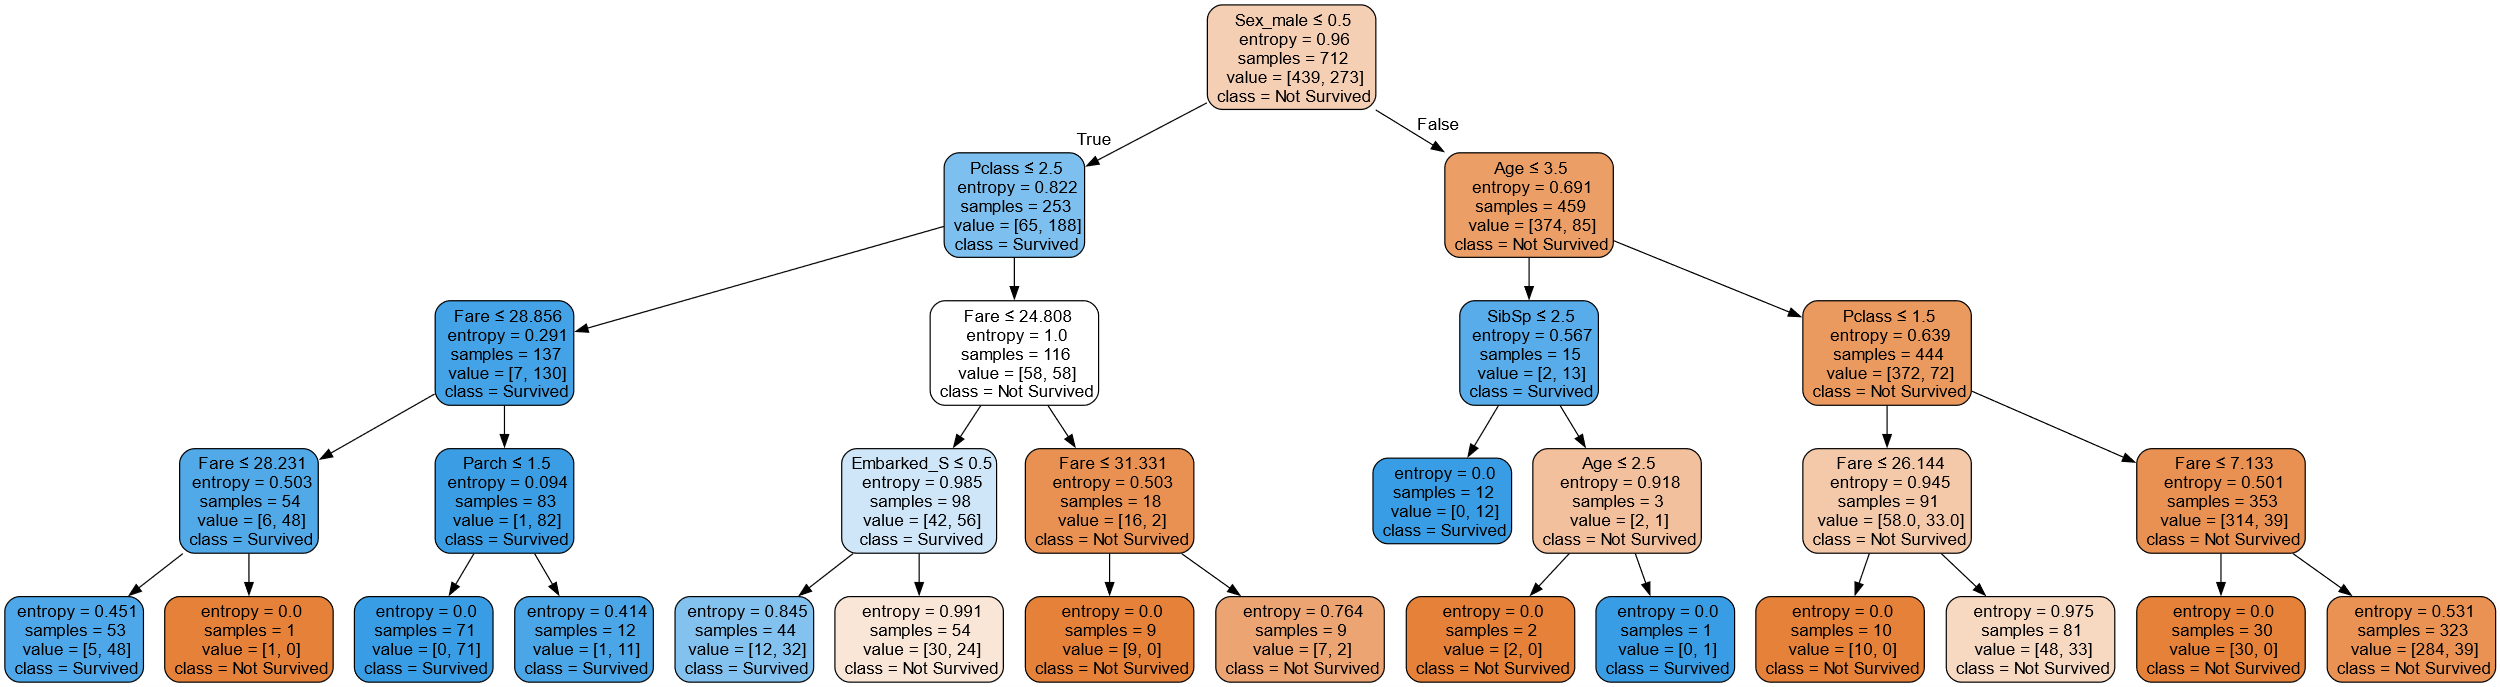 Sex_male ≤ 0.5
entropy = 0.96
samples = 712
value = [439, 273]
class = Not Survived
True
False
Pclass ≤ 2.5
entropy = 0.822
samples = 253
value = [65, 188]
class = Survived
Age ≤ 3.5
entropy = 0.691
samples = 459
value = [374, 85]
class = Not Survived
Fare ≤ 28.856
entropy = 0.291
samples = 137
value = [7, 130]
class = Survived
Fare ≤ 24.808
entropy = 1.0
samples = 116
value = [58, 58]
class = Not Survived
SibSp ≤ 2.5
entropy = 0.567
samples = 15
value = [2, 13]
class = Survived
Pclass ≤ 1.5
entropy = 0.639
samples = 444
value = [372, 72]
class = Not Survived
Fare ≤ 28.231
entropy = 0.503
samples = 54
value = [6, 48]
class = Survived
Parch ≤ 1.5
entropy = 0.094
samples = 83
value = [1, 82]
class = Survived
Embarked_S ≤ 0.5
entropy = 0.985
samples = 98
value = [42, 56]
class = Survived
Fare ≤ 31.331
entropy = 0.503
samples = 18
value = [16, 2]
class = Not Survived
entropy = 0.0
samples = 12
value = [0, 12]
class = Survived
Age ≤ 2.5
entropy = 0.918
samples = 3
value = [2, 1]
class = Not Survived
Fare ≤ 26.144
entropy = 0.945
samples = 91
value = [58.0, 33.0]
class = Not Survived
Fare ≤ 7.133
entropy = 0.501
samples = 353
value = [314, 39]
class = Not Survived
entropy = 0.451
samples = 53
value = [5, 48]
class = Survived
entropy = 0.0
samples = 1
value = [1, 0]
class = Not Survived
entropy = 0.0
samples = 71
value = [0, 71]
class = Survived
entropy = 0.414
samples = 12
value = [1, 11]
class = Survived
entropy = 0.845
samples = 44
value = [12, 32]
class = Survived
entropy = 0.991
samples = 54
value = [30, 24]
class = Not Survived
entropy = 0.0
samples = 9
value = [9, 0]
class = Not Survived
entropy = 0.764
samples = 9
value = [7, 2]
class = Not Survived
entropy = 0.0
samples = 2
value = [2, 0]
class = Not Survived
entropy = 0.0
samples = 1
value = [0, 1]
class = Survived
entropy = 0.0
samples = 10
value = [10, 0]
class = Not Survived
entropy = 0.975
samples = 81
value = [48, 33]
class = Not Survived
entropy = 0.0
samples = 30
value = [30, 0]
class = Not Survived
entropy = 0.531
samples = 323
value = [284, 39]
class = Not Survived